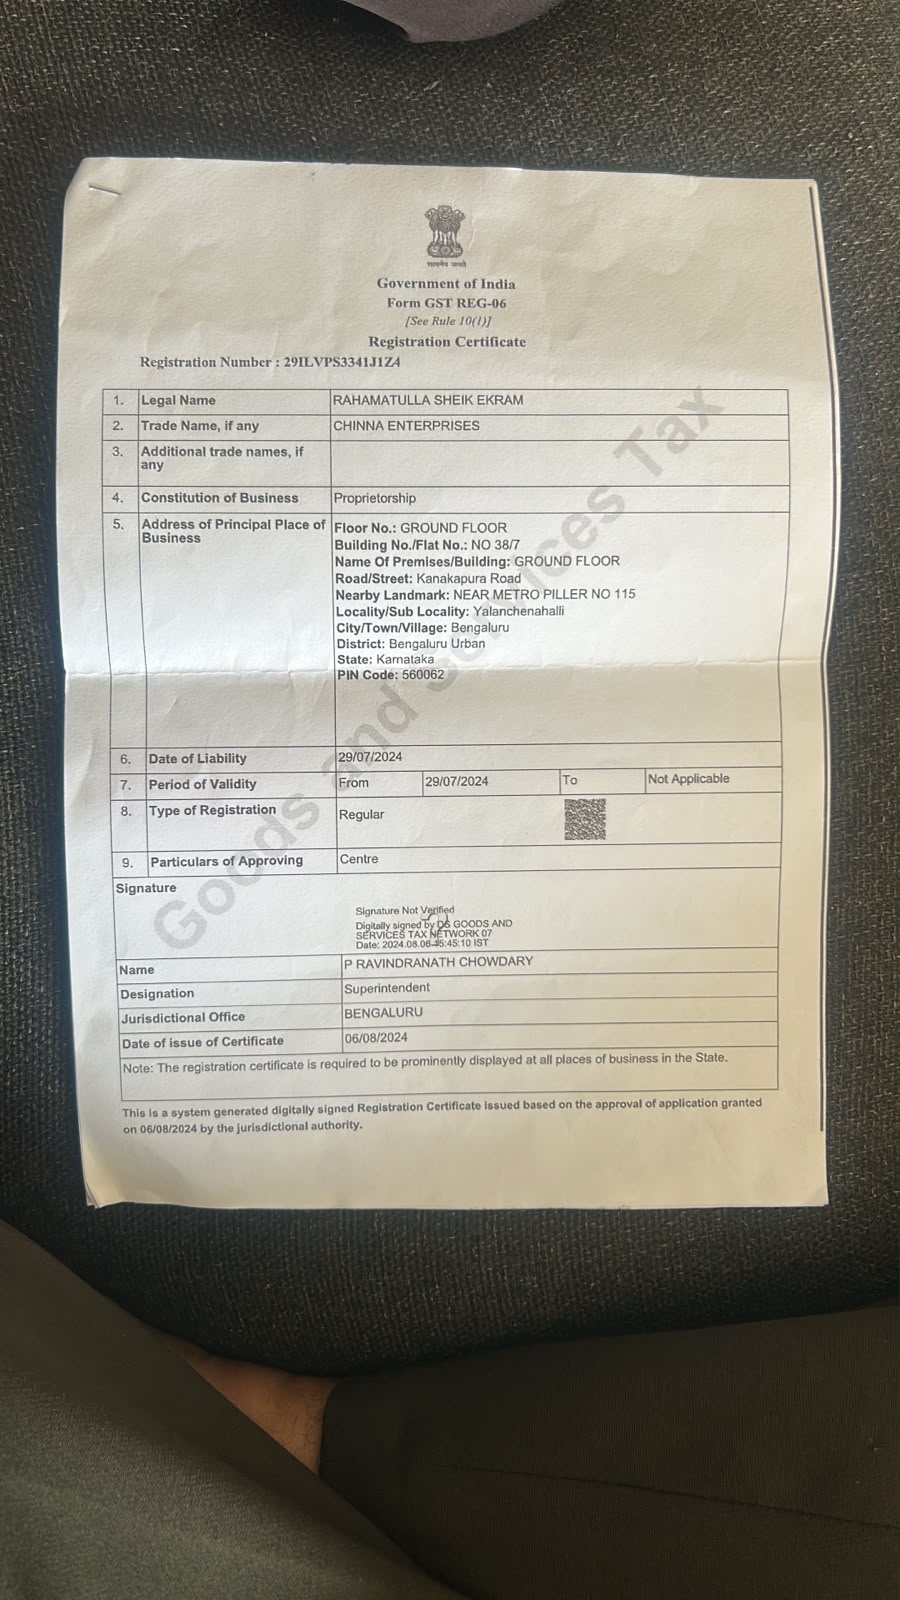 सत्यमेव जयते
Government of India
Form GST REG-06
[See Rule 10(1)]
Registration Certificate
Registration Number : 29ILVPS3341J1Z4
1. Legal Name RAHAMATULLA SHEIK EKRAM
2. Trade Name, if any CHINNA ENTERPRISES
3. Additional trade names, if
any
4. Constitution of Business Proprietorship
5. Address of Principal Place of
Business
Floor No.: GROUND FLOOR
Building No./Flat No.: NO 38/7
Name Of Premises/Building: GROUND FLOOR
Road/Street: Kanakapura Road
Nearby Landmark: NEAR METRO PILLER NO 115
Locality/Sub Locality: Yalanchenahalli
City/Town/Village: Bengaluru
District: Bengaluru Urban
State: Karnataka
PIN Code: 560062
6. Date of Liability 29/07/2024
7. Period of Validity From 29/07/2024 To Not Applicable
8. Type of Registration Regular
9. Particulars of Approving Centre
Signature
Signature Not Verified
Digitally signed by DS GOODS AND
SERVICES TAX NETWORK 07
Date: 2024.08.06 15:45:10 IST
Name P RAVINDRANATH CHOWDARY
Designation Superintendent
Jurisdictional Office BENGALURU
Date of issue of Certificate 06/08/2024
Note: The registration certificate is required to be prominently displayed at all places of business in the State.
This is a system generated digitally signed Registration Certificate issued based on the approval of application granted
on 06/08/2024 by the jurisdictional authority.
Goods and Services Tax